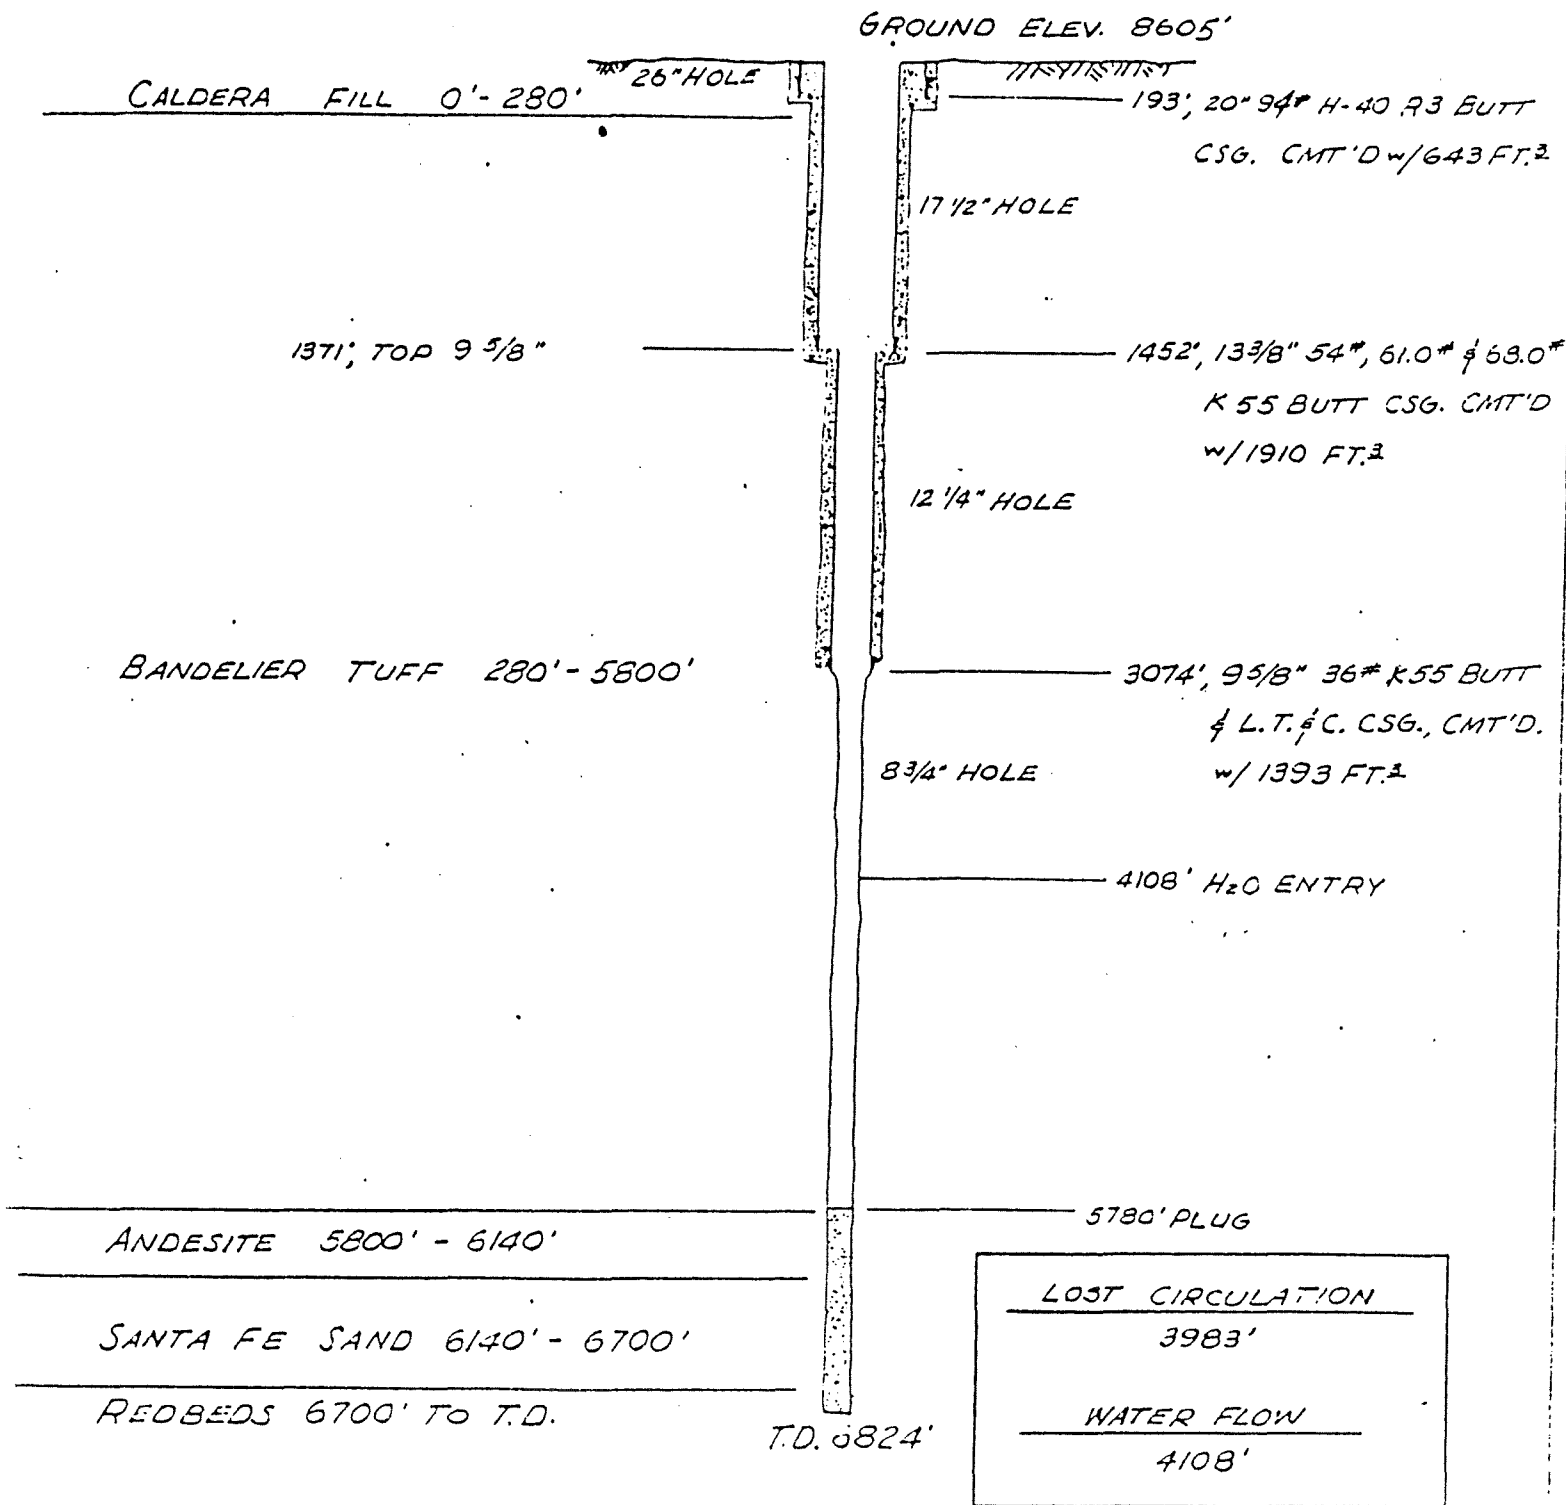 GROUND ELEV. 8605'
26" HOLE
CALDERA FILL 0'-280'
193', 20" 94# H-40 R3 BUTT
CSG. CMT'D w/643 FT.3
17 1/2" HOLE
1371', TOP 9 5/8"
1452', 13 3/8" 54#, 61.0# & 68.0#
K 55 BUTT CSG. CMT'D
w/1910 FT.3
12 1/4" HOLE
BANDELIER TUFF 280'-5800'
3074', 9 5/8" 36# K55 BUTT
& L.T.&C. CSG., CMT'D.
w/ 1393 FT.3
8 3/4" HOLE
4108' H2O ENTRY
5780' PLUG
ANDESITE 5800' - 6140'
SANTA FE SAND 6140' - 6700'
REDBEDS 6700' TO T.D.
T.D. 6824'
LOST CIRCULATION
3983'
WATER FLOW
4108'